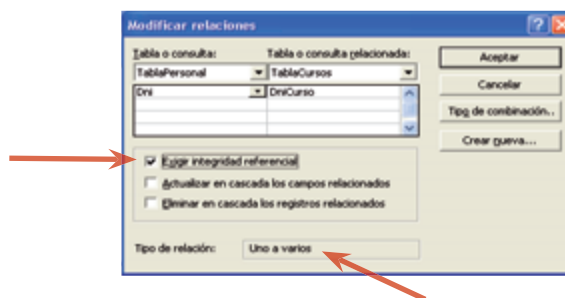 Modificar relaciones
Tabla o consulta: Tabla o consulta relacionada:
TablaPersonal TablaCursos
Dni DniCurso
Aceptar
Cancelar
Tipo de combinación..
Crear nueva...
Exigir integridad referencial
Actualizar en cascada los campos relacionados
Eliminar en cascada los registros relacionados
Tipo de relación: Uno a varios